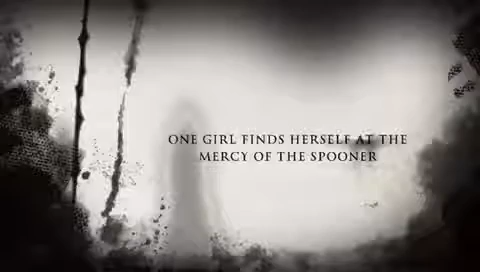 ONE GIRL FINDS HERSELF AT THE
MERCY OF THE SPOONER